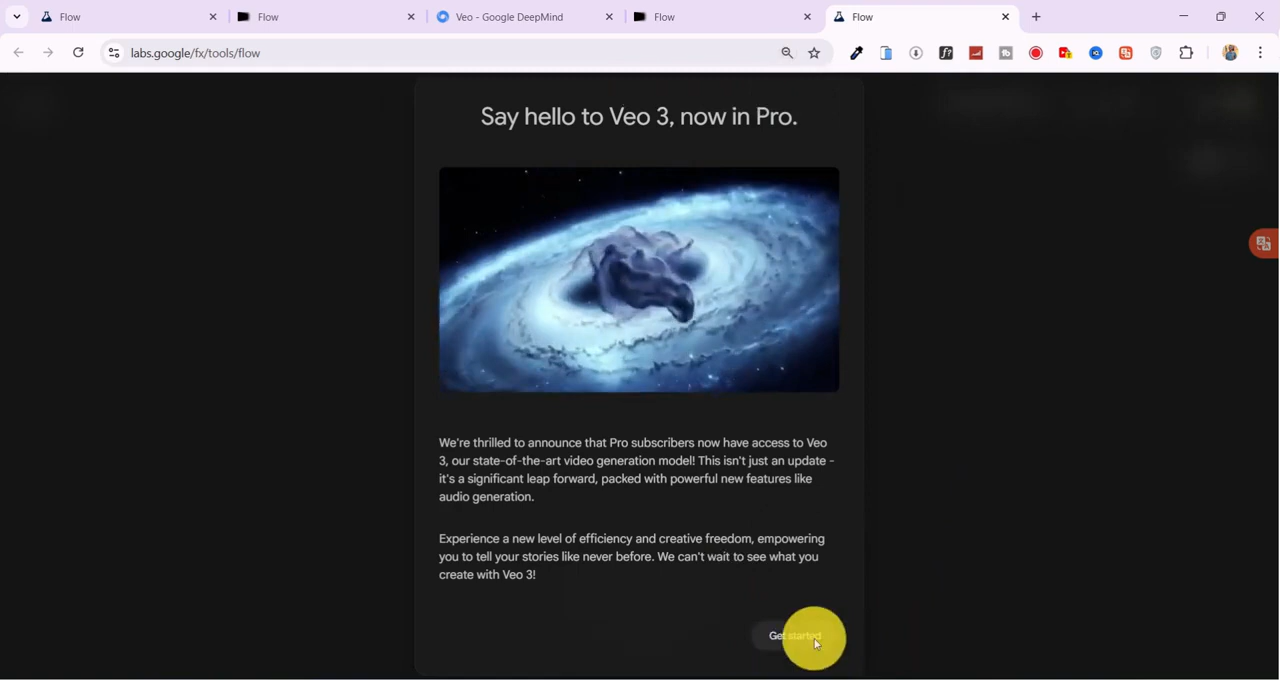 Flow
Flow
Veo - Google DeepMind
Flow
Flow
labs.google/fx/tools/flow
Say hello to Veo 3, now in Pro.
We're thrilled to announce that Pro subscribers now have access to Veo
3, our state-of-the-art video generation model! This isn't just an update -
it's a significant leap forward, packed with powerful new features like
audio generation.
Experience a new level of efficiency and creative freedom, empowering
you to tell your stories like never before. We can't wait to see what you
create with Veo 3!
Get started